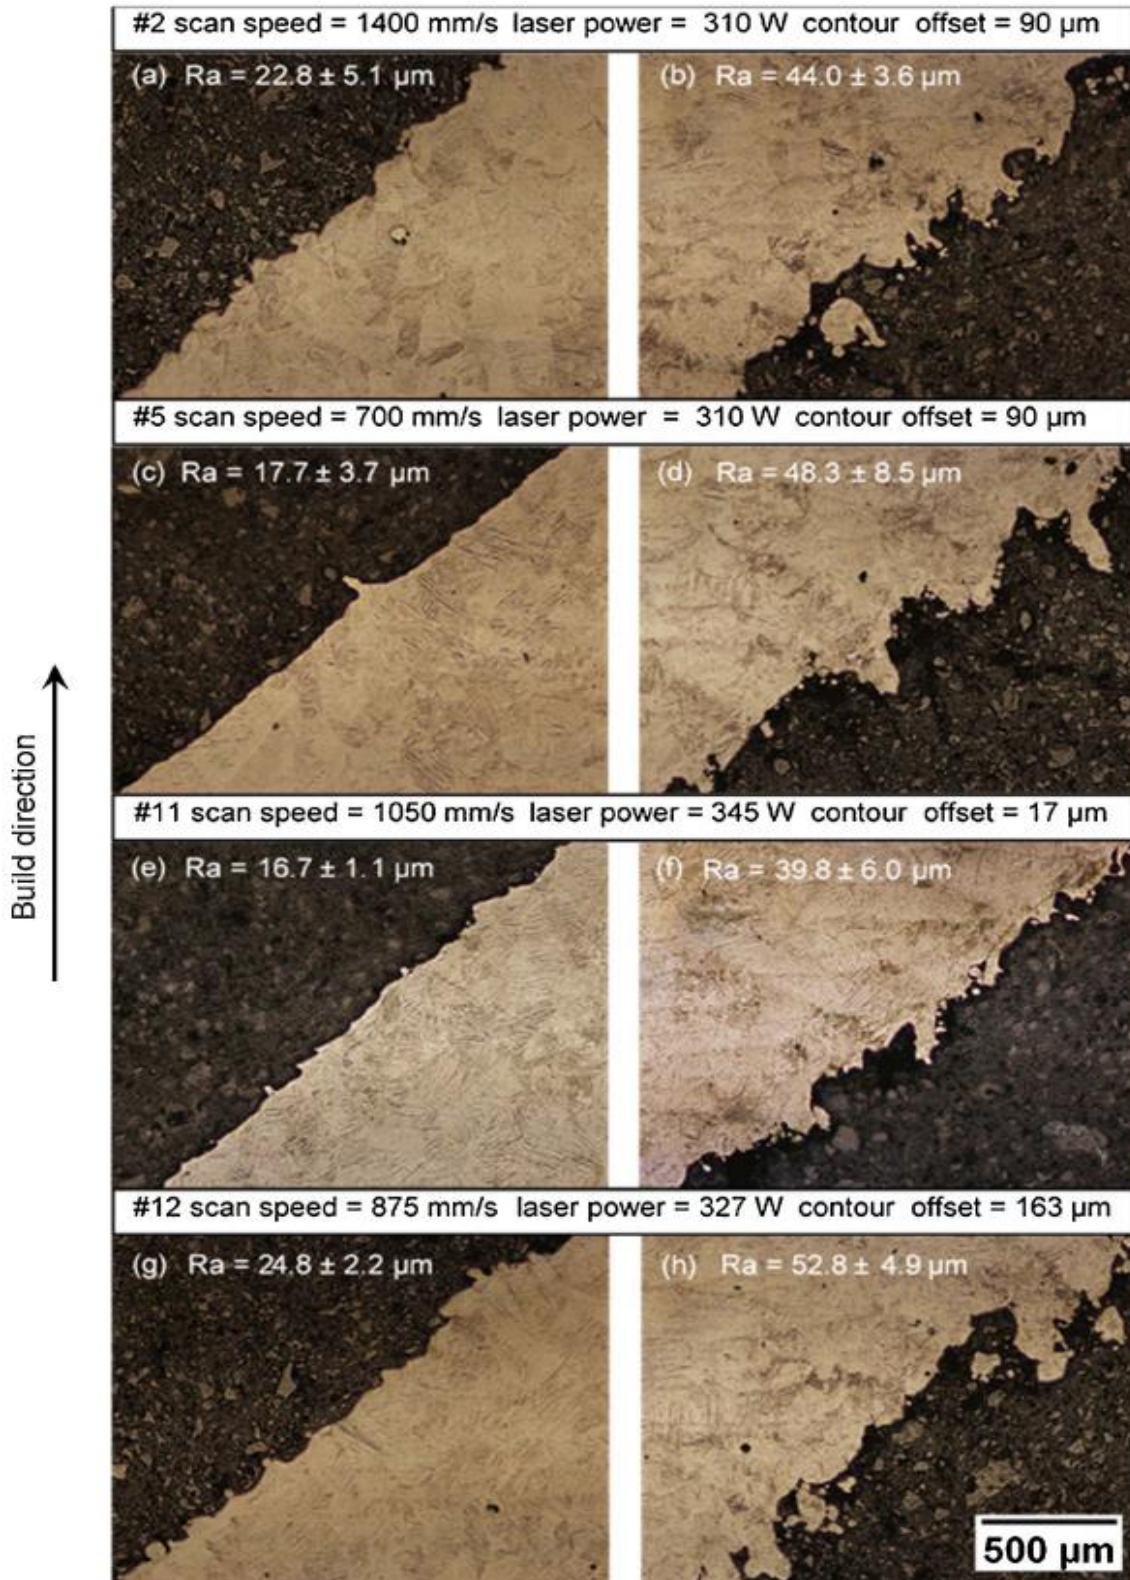 #2 scan speed = 1400 mm/s laser power = 310 W contour offset = 90 µm
(a) Ra = 22.8 ± 5.1 µm
(b) Ra = 44.0 ± 3.6 µm
#5 scan speed = 700 mm/s laser power = 310 W contour offset = 90 µm
(c) Ra = 17.7 ± 3.7 µm
(d) Ra = 48.3 ± 8.5 µm
#11 scan speed = 1050 mm/s laser power = 345 W contour offset = 17 µm
(e) Ra = 16.7 ± 1.1 µm
(f) Ra = 39.8 ± 6.0 µm
#12 scan speed = 875 mm/s laser power = 327 W contour offset = 163 µm
(g) Ra = 24.8 ± 2.2 µm
(h) Ra = 52.8 ± 4.9 µm
500 µm
Build direction